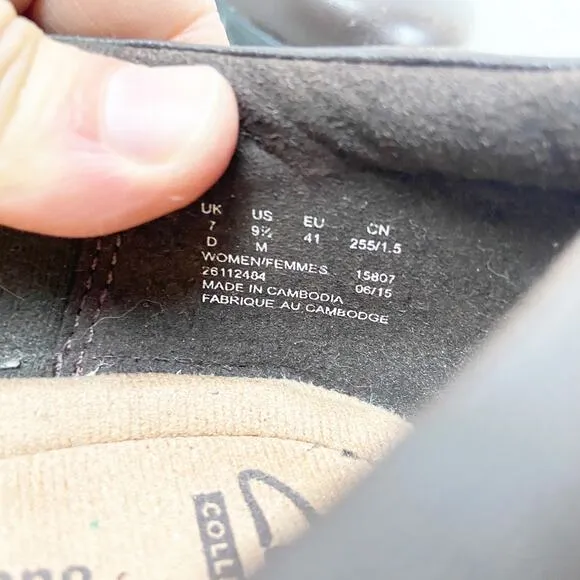 UK US EU CN
7 9½ 41 255/1.5
D M
WOMEN/FEMMES 15807
26112484 06/15
MADE IN CAMBODIA
FABRIQUE AU CAMBODGE